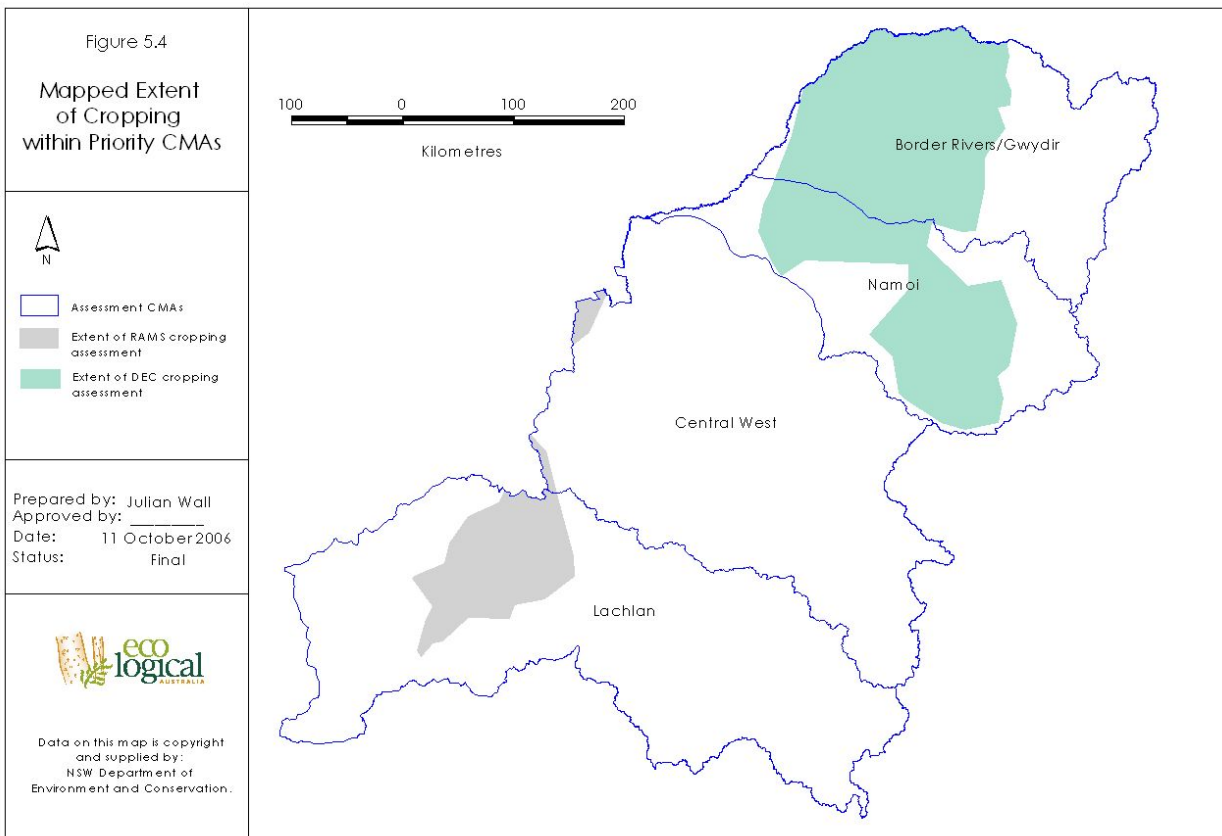 Figure 5.4
Mapped Extent
of Cropping
within Priority CMAs
N
Assessment CMAs
Extent of RAMS cropping
assessment
Extent of DEC cropping
assessment
Prepared by: Julian Wall
Approved by: ________
Date: 11 October 2006
Status: Final
eco
logical
AUSTRALIA
Data on this map is copyright
and supplied by:
NSW Department of
Environment and Conservation.
100 0 100 200
Kilometres
Border Rivers/Gwydir
Namoi
Central West
Lachlan